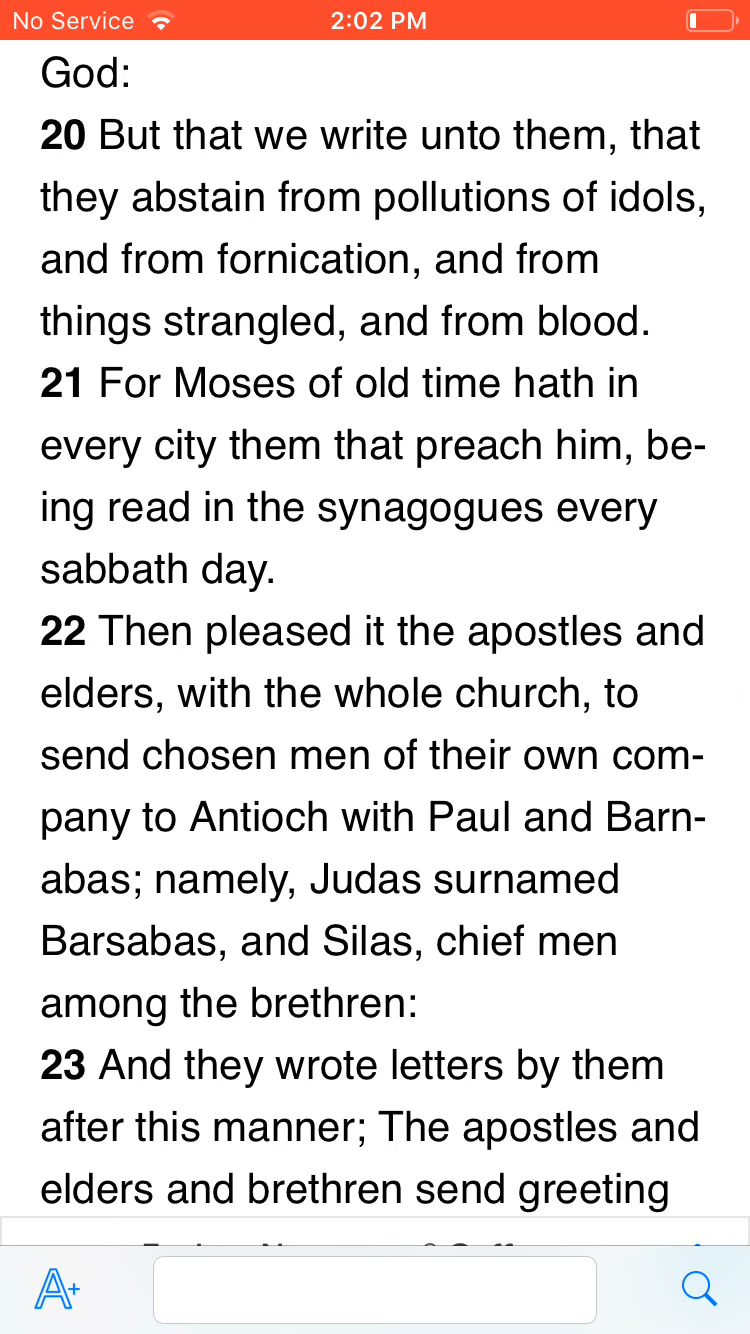 No Service
2:02 PM
God:
20 But that we write unto them, that
they abstain from pollutions of idols,
and from fornication, and from
things strangled, and from blood.
21 For Moses of old time hath in
every city them that preach him, be-
ing read in the synagogues every
sabbath day.
22 Then pleased it the apostles and
elders, with the whole church, to
send chosen men of their own com-
pany to Antioch with Paul and Barn-
abas; namely, Judas surnamed
Barsabas, and Silas, chief men
among the brethren:
23 And they wrote letters by them
after this manner; The apostles and
elders and brethren send greeting
A+